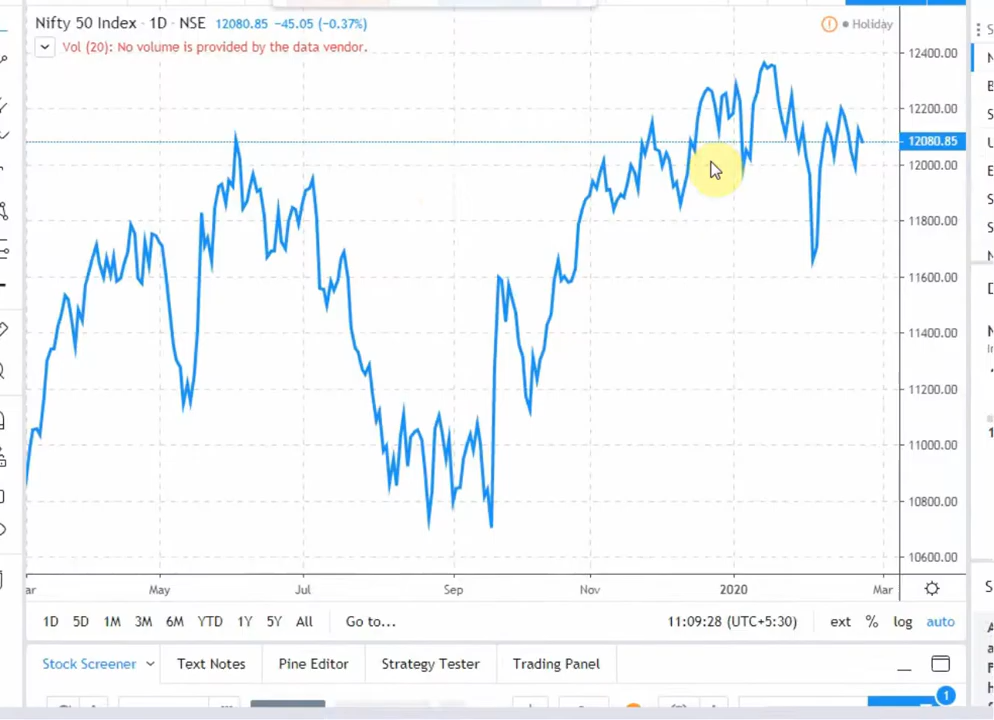 Nifty 50 Index · 1D · NSE 12080.85 −45.05 (−0.37%)
Holiday
Vol (20): No volume is provided by the data vendor.
12400.00
12200.00
12080.85
12000.00
11800.00
11600.00
11400.00
11200.00
11000.00
10800.00
10600.00
ar May Jul Sep Nov 2020 Mar
1D 5D 1M 3M 6M YTD 1Y 5Y All Go to... 11:09:28 (UTC+5:30) ext % log auto
Stock Screener Text Notes Pine Editor Strategy Tester Trading Panel
1